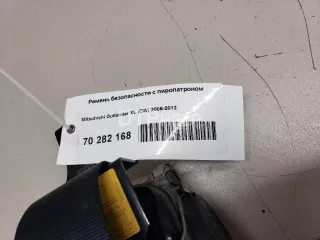 Ремень безопасности с пиропатроном
Mitsubishi Outlander XL (CW) 2006-2012
70 282 168